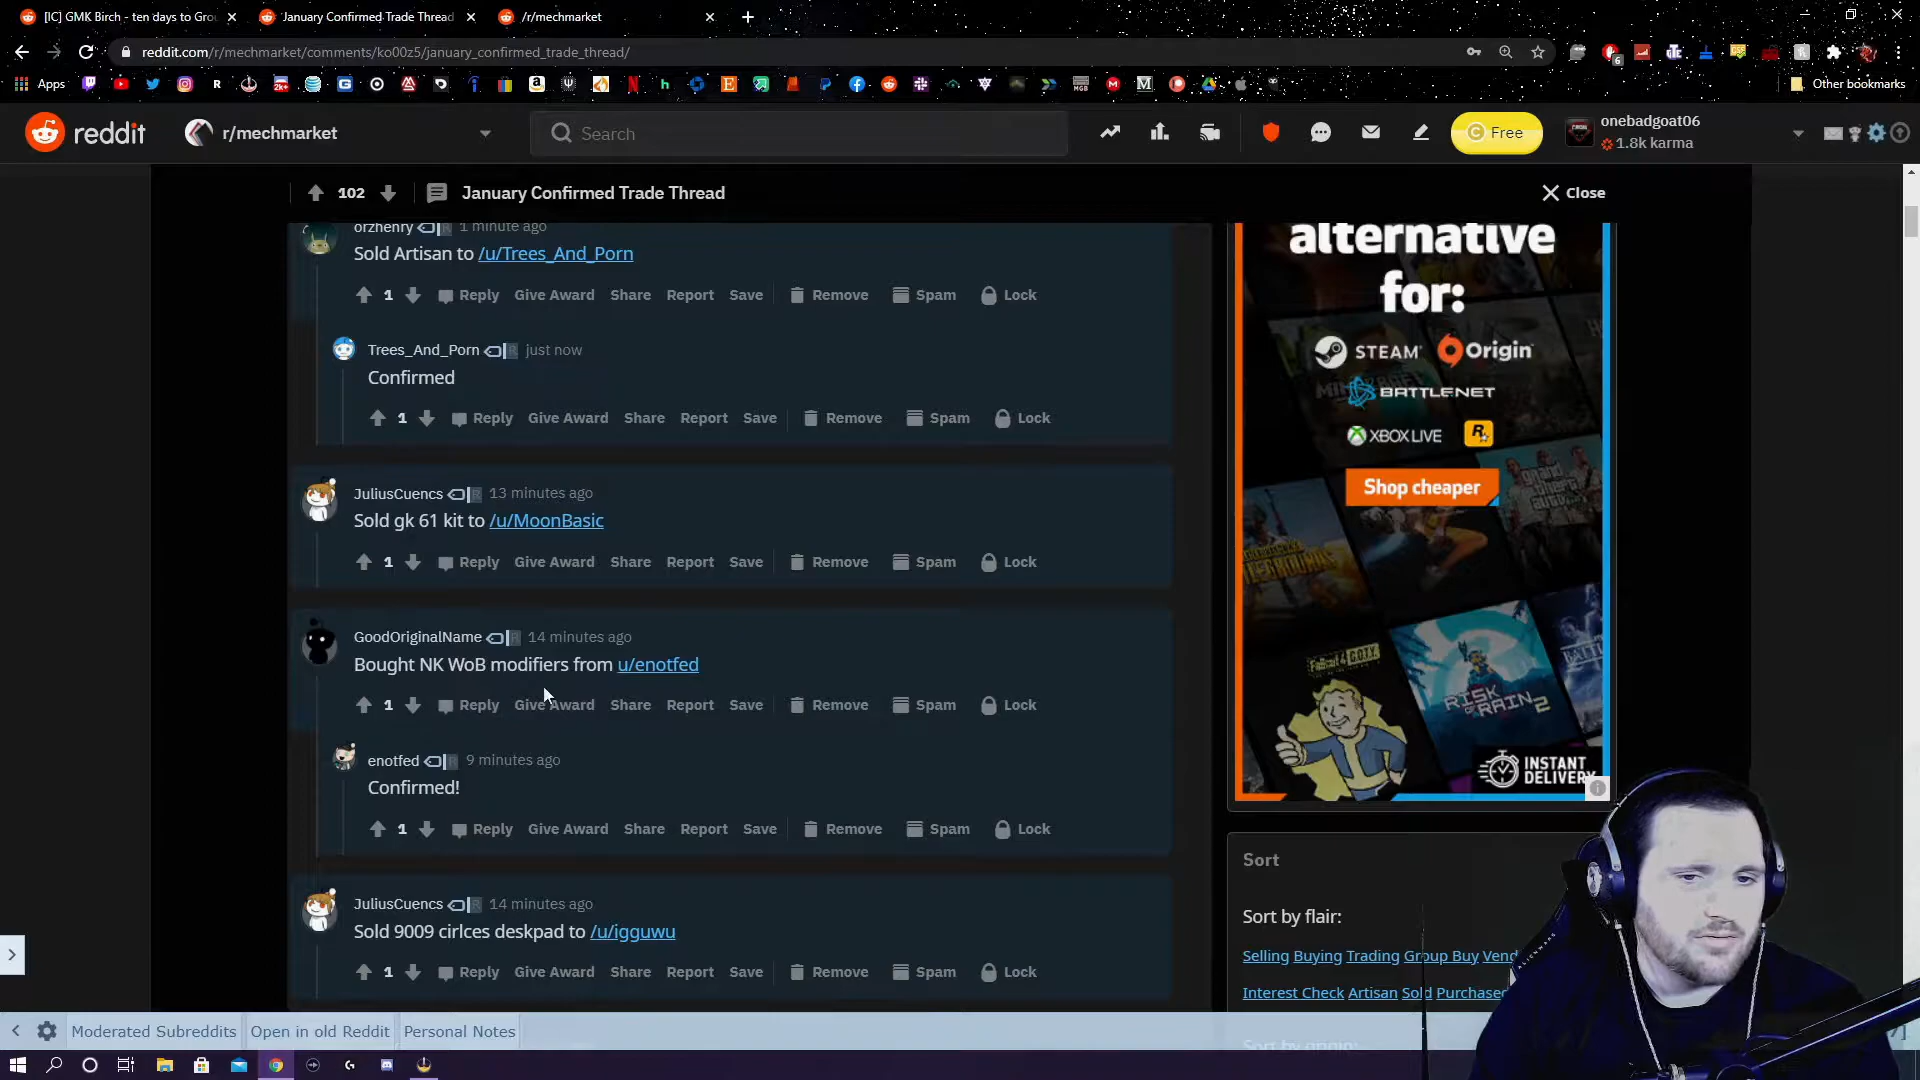 [IC] GMK Birch - ten days to Gro
January Confirmed Trade Thread
/r/mechmarket
reddit.com/r/mechmarket/comments/ko00z5/january_confirmed_trade_thread/
Apps
Other bookmarks
reddit
r/mechmarket
Search
Free
onebadgoat06
1.8k karma
102
January Confirmed Trade Thread
Close
orzhenry 1 minute ago
Sold Artisan to /u/Trees_And_Porn
1 Reply Give Award Share Report Save Remove Spam Lock
Trees_And_Porn just now
Confirmed
1 Reply Give Award Share Report Save Remove Spam Lock
JuliusCuencs 13 minutes ago
Sold gk 61 kit to /u/MoonBasic
1 Reply Give Award Share Report Save Remove Spam Lock
GoodOriginalName 14 minutes ago
Bought NK WoB modifiers from u/enotfed
1 Reply Give Award Share Report Save Remove Spam Lock
enotfed 9 minutes ago
Confirmed!
1 Reply Give Award Share Report Save Remove Spam Lock
JuliusCuencs 14 minutes ago
Sold 9009 cirlces deskpad to /u/igguwu
1 Reply Give Award Share Report Save Remove Spam Lock
alternative
for:
STEAM Origin
BATTLE.NET
XBOX LIVE
Shop cheaper
Fallout 4 G.O.T.Y.
RISK OF RAIN 2
INSTANT
DELIVERY
Sort
Sort by flair:
Selling Buying Trading Group Buy Vend
Interest Check Artisan Sold Purchased
Moderated Subreddits
Open in old Reddit
Personal Notes